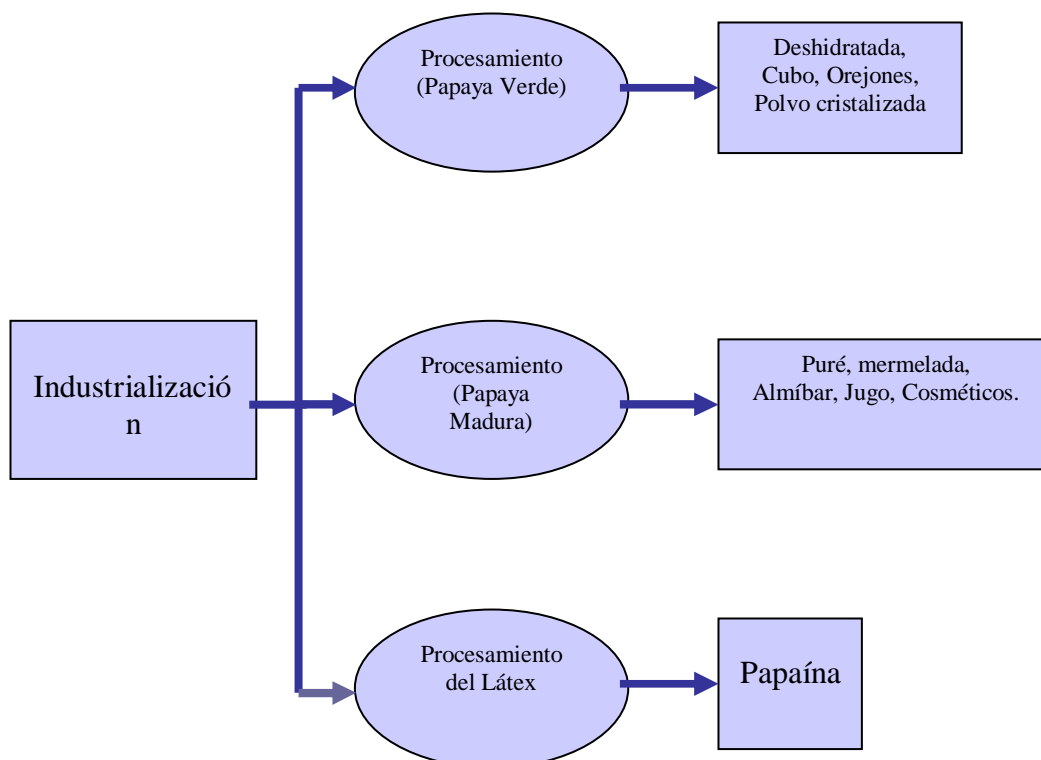 Procesamiento
(Papaya Verde)
Deshidratada,
Cubo, Orejones,
Polvo cristalizada
Industrializació
n
Procesamiento
(Papaya
Madura)
Puré, mermelada,
Almíbar, Jugo, Cosméticos.
Procesamiento
del Látex
Papaína